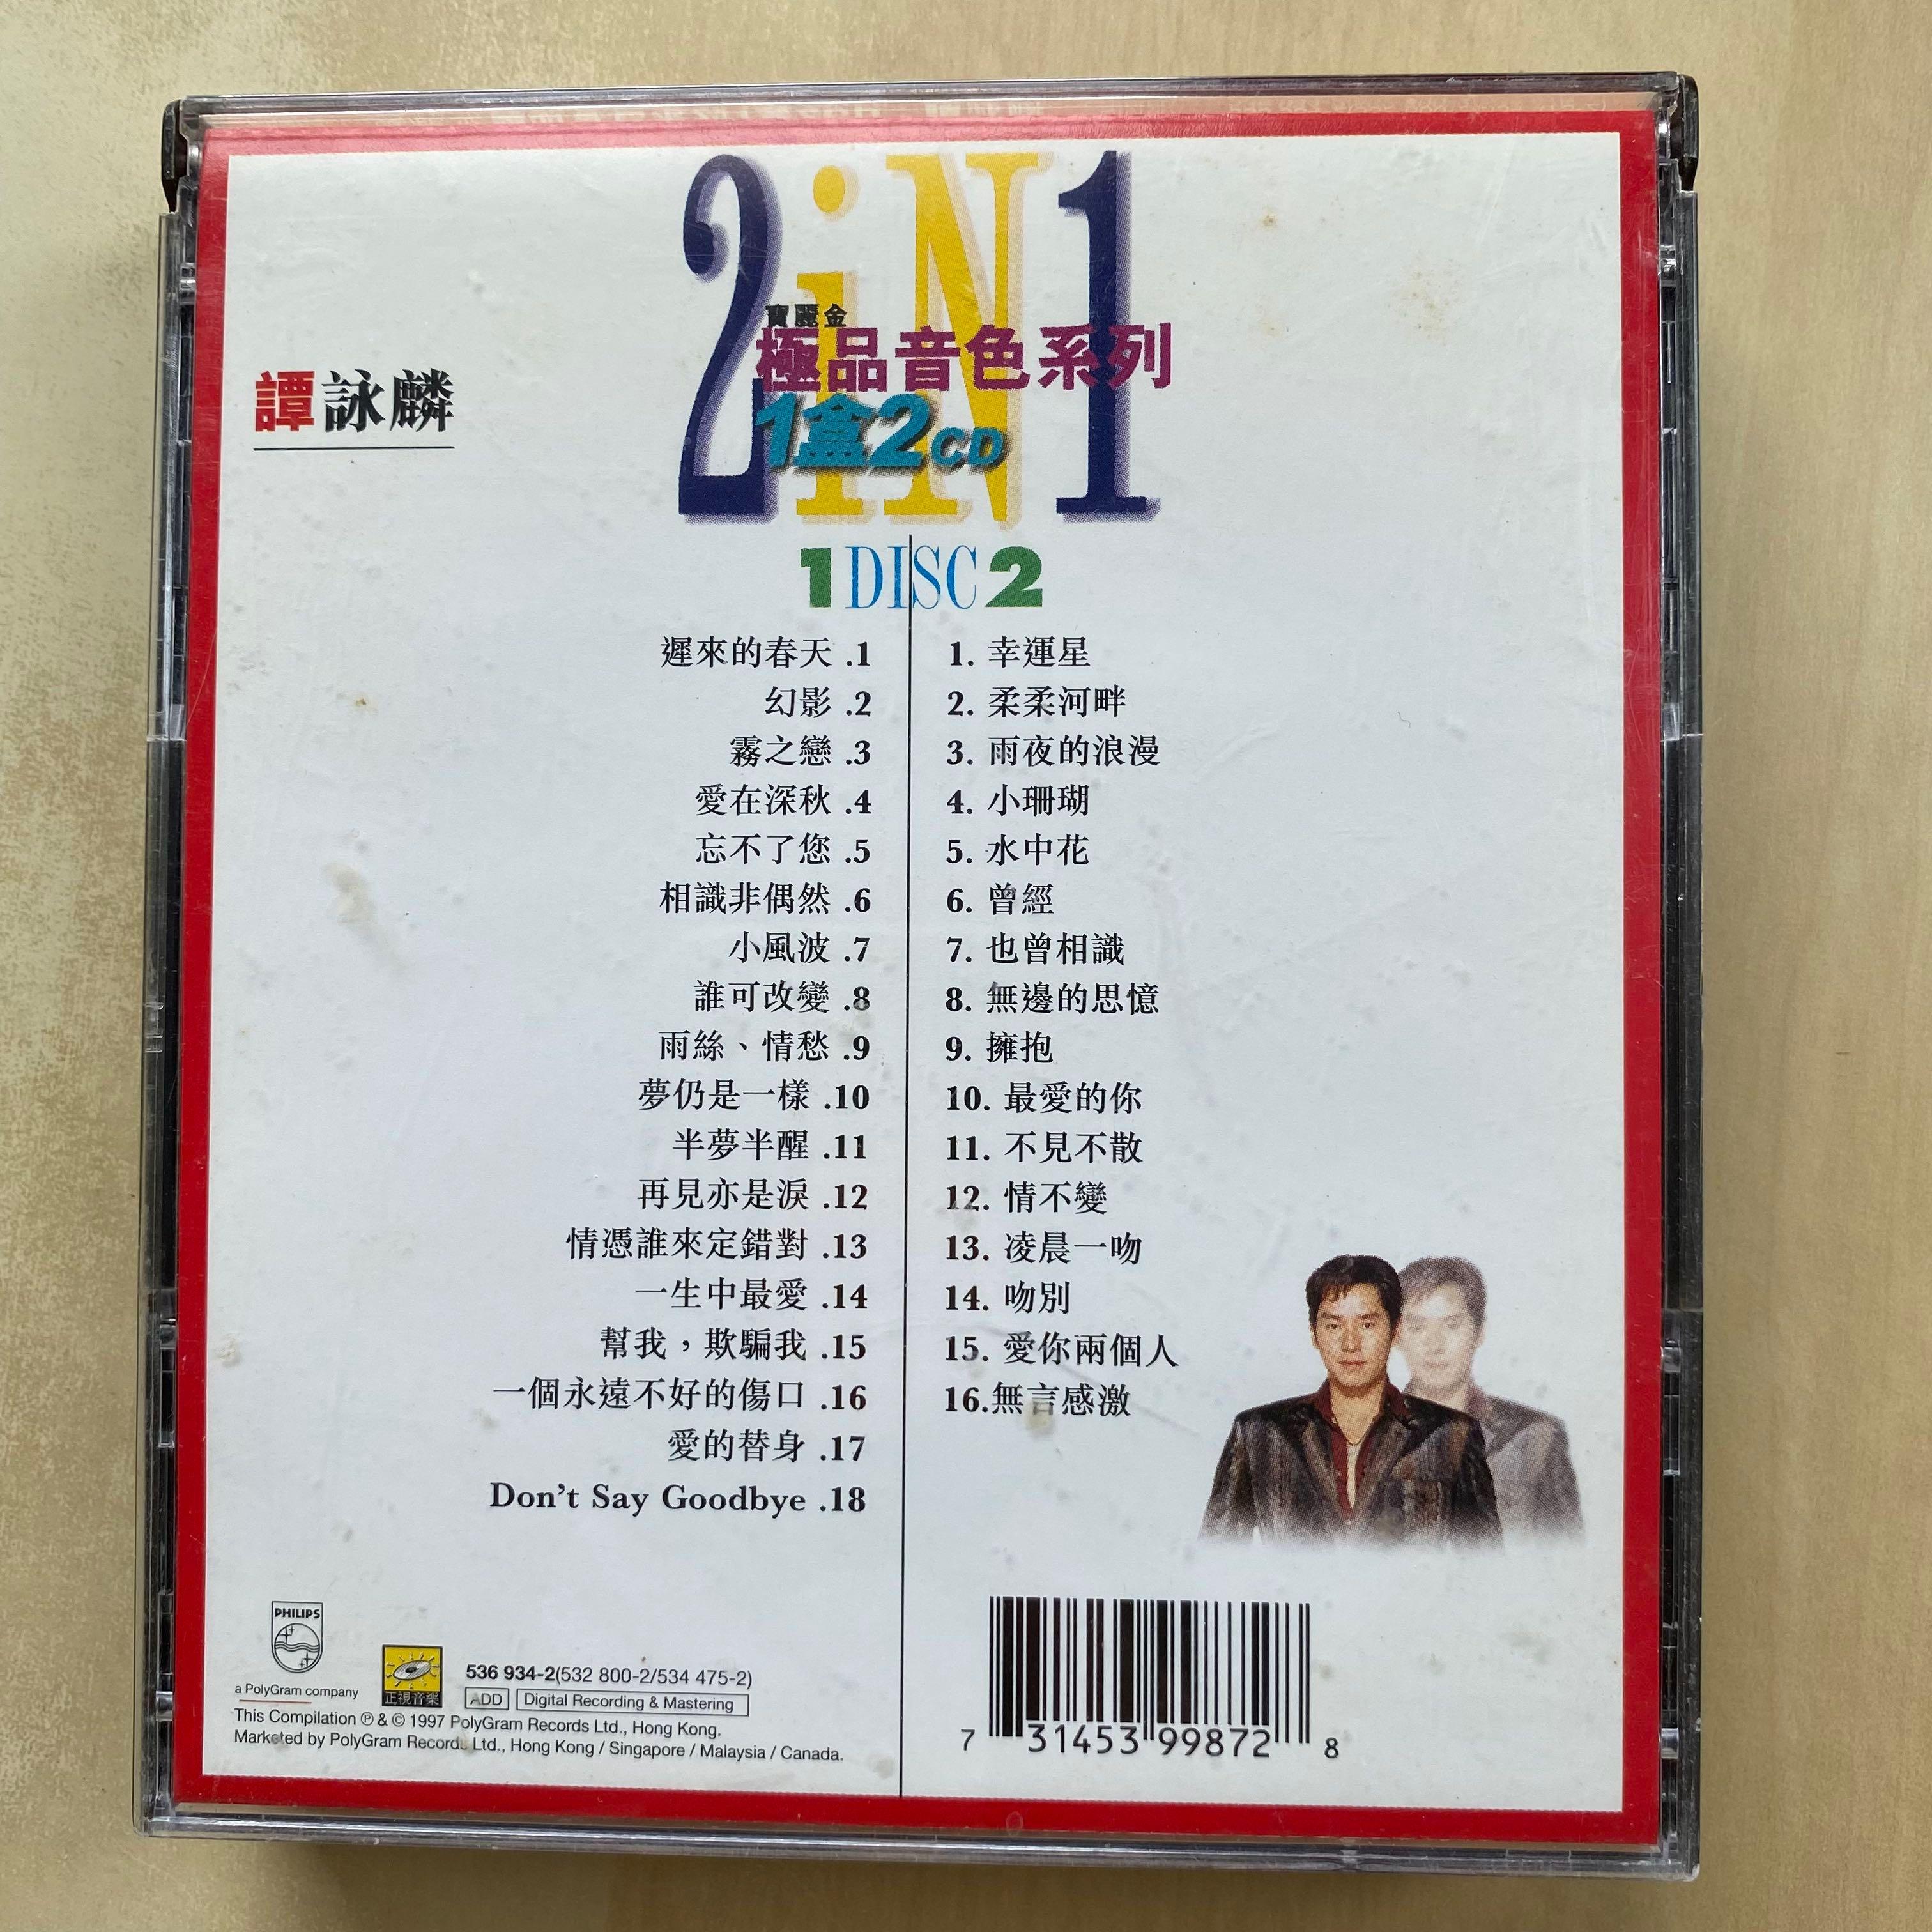 2iN1
寶麗金
極品音色系列
1盒2CD
譚詠麟
1 DISC 2
遲來的春天 .1
幻影 .2
霧之戀 .3
愛在深秋 .4
忘不了您 .5
相識非偶然 .6
小風波 .7
誰可改變 .8
雨絲、情愁 .9
夢仍是一樣 .10
半夢半醒 .11
再見亦是淚 .12
情憑誰來定錯對 .13
一生中最愛 .14
幫我,欺騙我 .15
一個永遠不好的傷口 .16
愛的替身 .17
Don't Say Goodbye .18
1. 幸運星
2. 柔柔河畔
3. 雨夜的浪漫
4. 小珊瑚
5. 水中花
6. 曾經
7. 也曾相識
8. 無邊的思憶
9. 擁抱
10. 最愛的你
11. 不見不散
12. 情不變
13. 凌晨一吻
14. 吻別
15. 愛你兩個人
16.無言感激
PHILIPS
a PolyGram company
正視音樂
536 934-2(532 800-2/534 475-2)
ADD Digital Recording & Mastering
This Compilation ℗ & © 1997 PolyGram Records Ltd., Hong Kong.
Marketed by PolyGram Records Ltd., Hong Kong / Singapore / Malaysia / Canada.
7 31453 99872 8